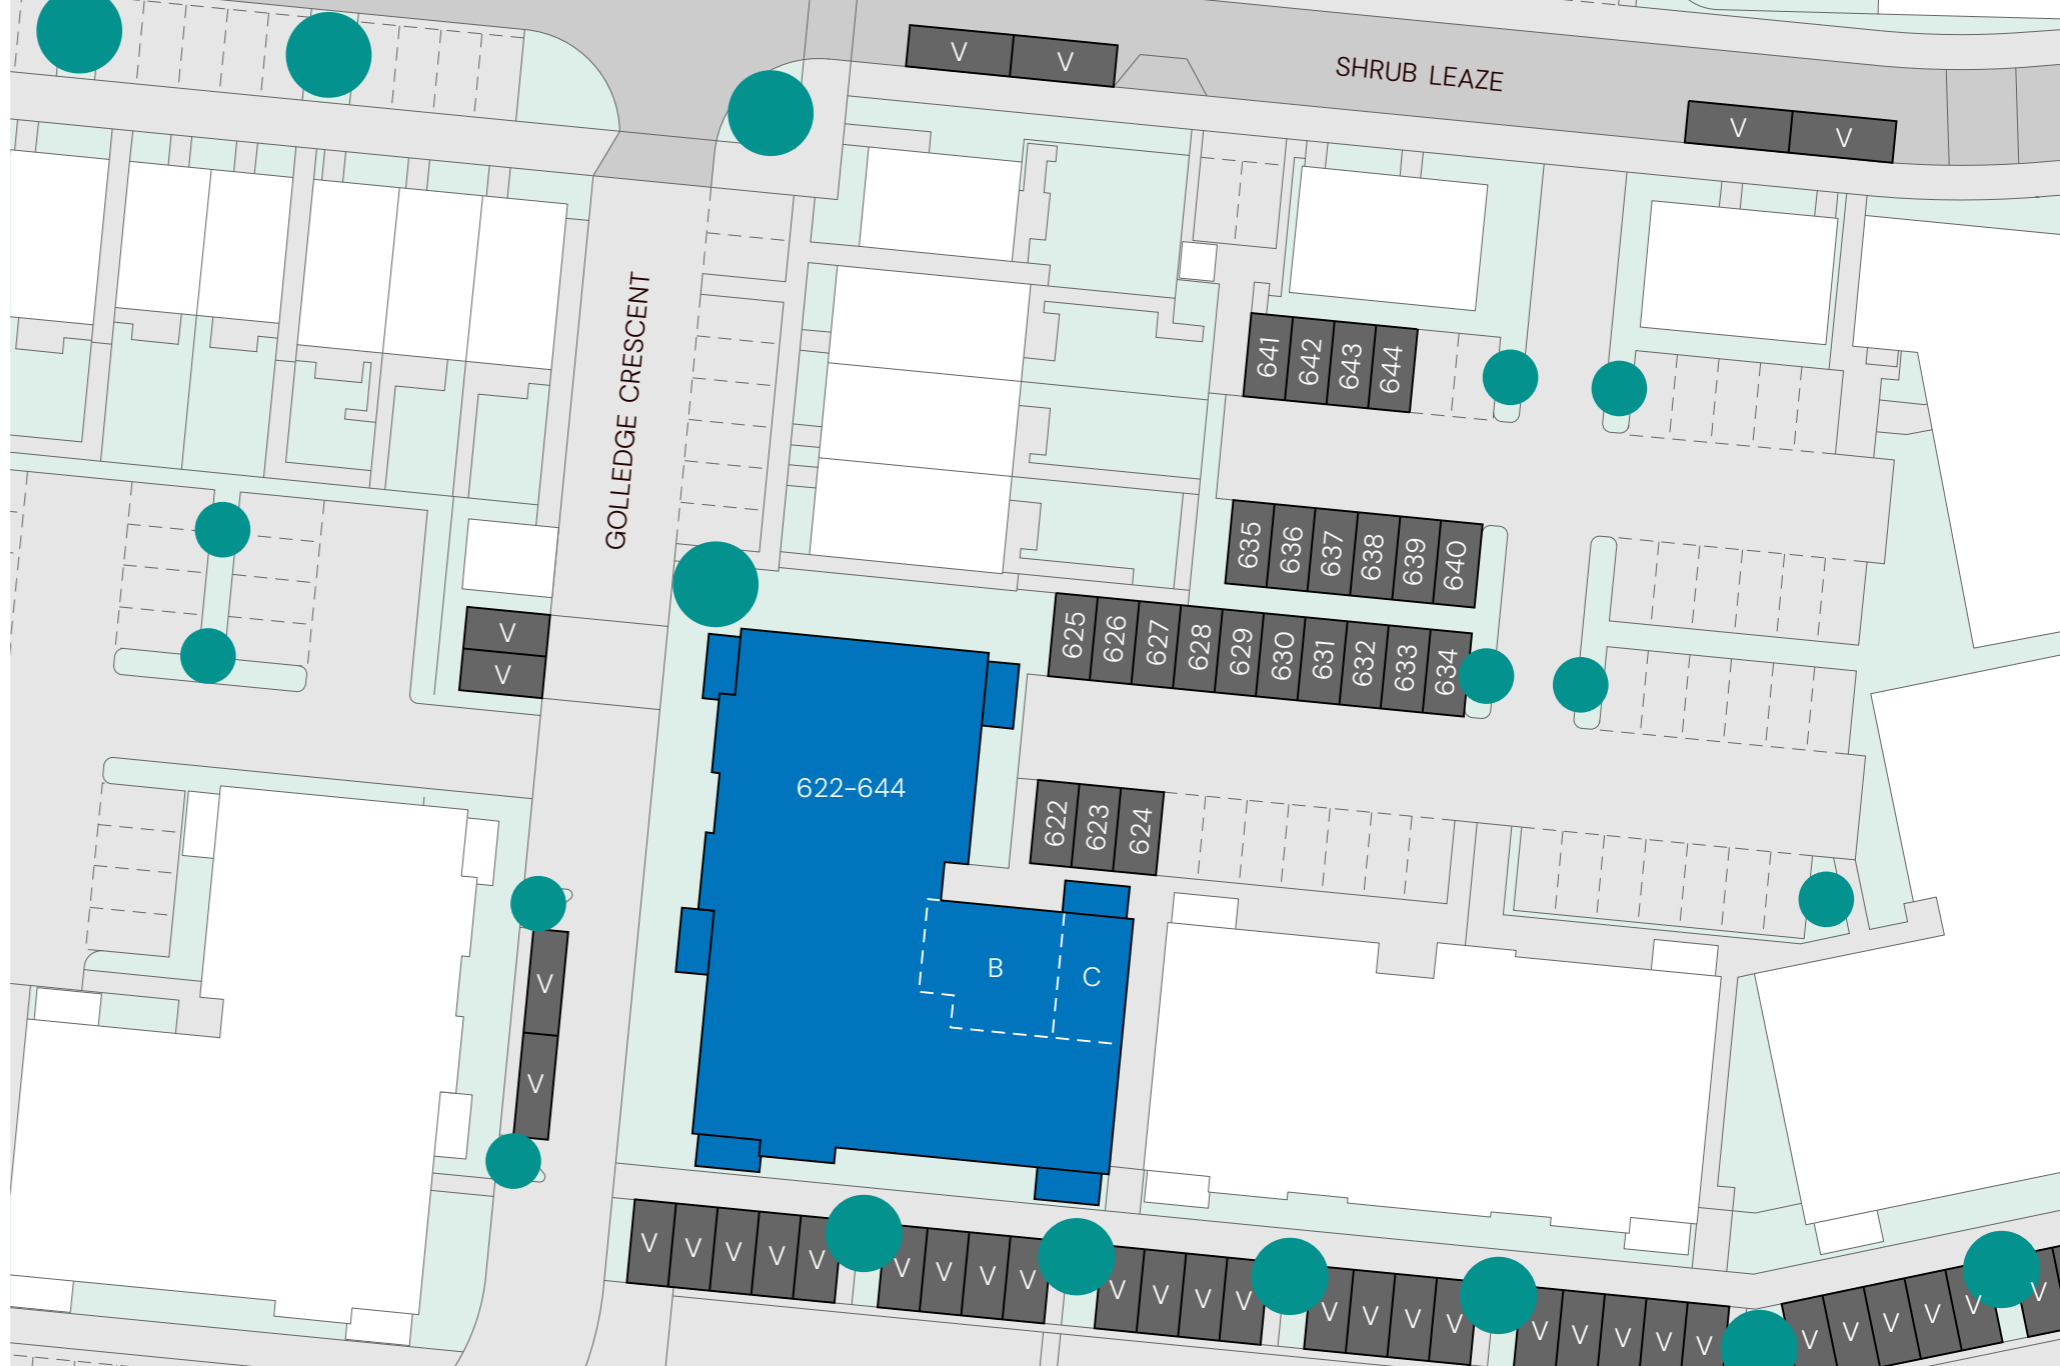 V V
SHRUB LEAZE
V V
GOLLEDGE CRESCENT
641 642 643 644
635 636 637 638 639 640
625 626 627 628 629 630 631 632 633 634
V
V
622-644
622 623 624
B C
V
V
V V V V V V V V V V V V V V V V V V V V V V V V V V V V